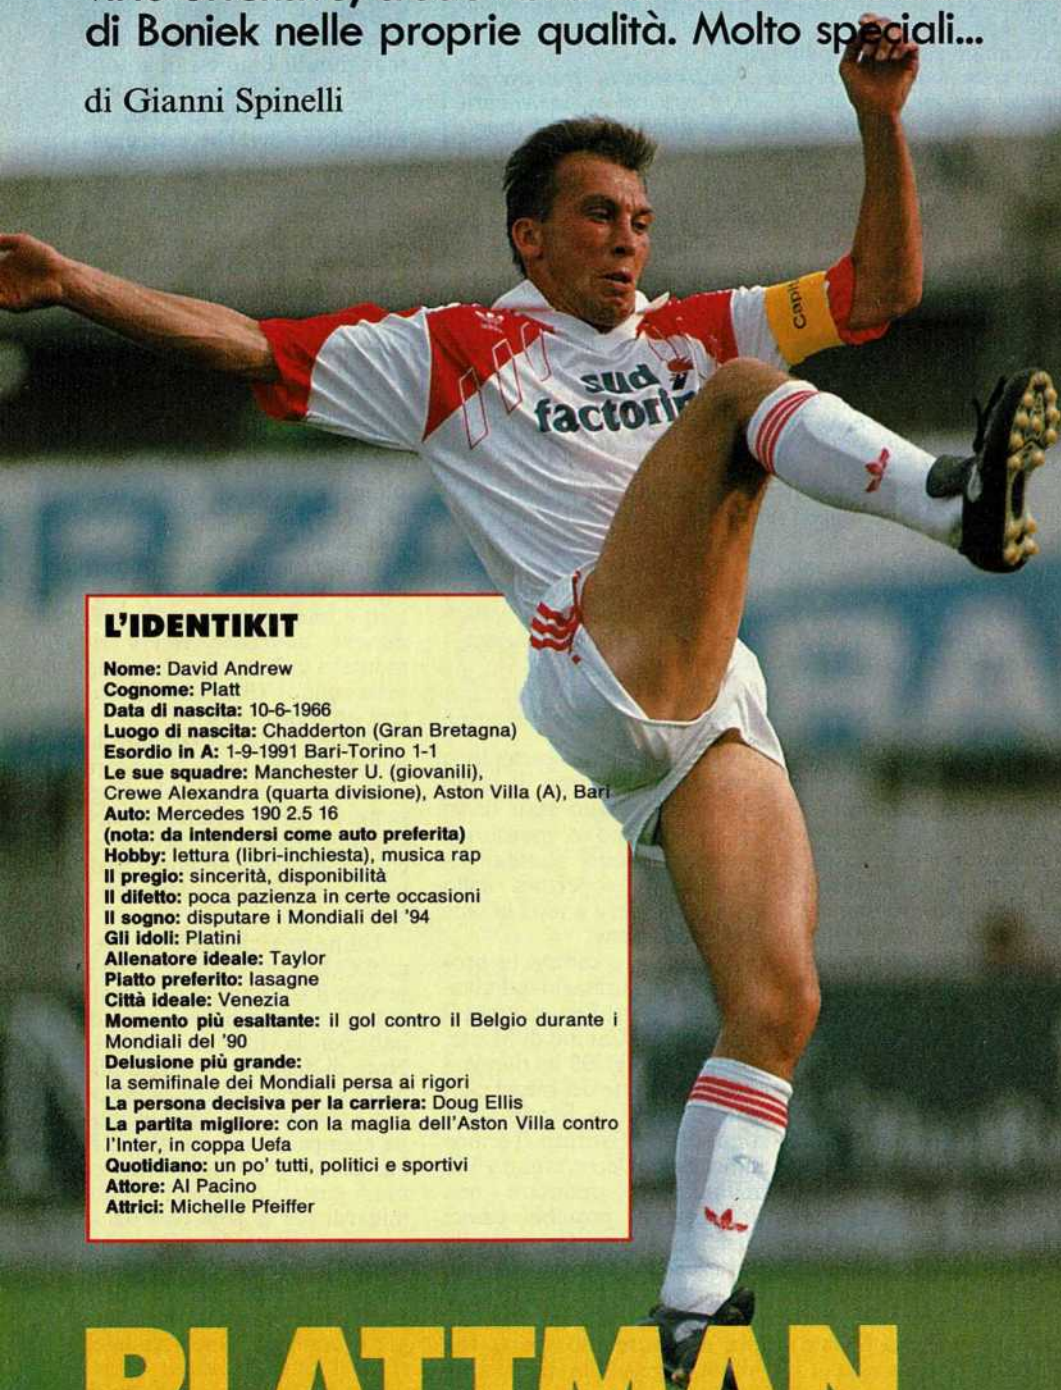 di Boniek nelle proprie qualità. Molto speciali...
di Gianni Spinelli
sud
L'IDENTIKIT
Nome: David Andrew
Cognome: Platt
Data di nascita: 10-6-1966
Luogo di nascita: Chadderton (Gran Bretagna)
Esordio in A: 1-9-1991 Bari-Torino 1-1
Le sue squadre: Manchester U. (giovanili),
Crewe Alexandra (quarta divisione), Aston Villa (A), Bari
Auto: Mercedes 190 2.5 16
(nota: da intendersi come auto preferita)
Hobby: lettura (libri-inchiesta), musica rap
Il pregio: sincerità, disponibilità
Il difetto: poca pazienza in certe occasioni
Il sogno: disputare i Mondiali del '94
Gli idoli: Platini
Allenatore ideale: Taylor
Piatto preferito: lasagne
Città ideale: Venezia
Momento più esaltante: il gol contro il Belgio durante i
Mondiali del '90
Delusione più grande:
la semifinale dei Mondiali persa ai rigori
La persona decisiva per la carriera: Doug Ellis
La partita migliore: con la maglia dell'Aston Villa contro
l'Inter, in coppa Uefa
Quotidiano: un po' tutti, politici e sportivi
Attore: Al Pacino
Attrici: Michelle Pfeiffer
PLATTMAN